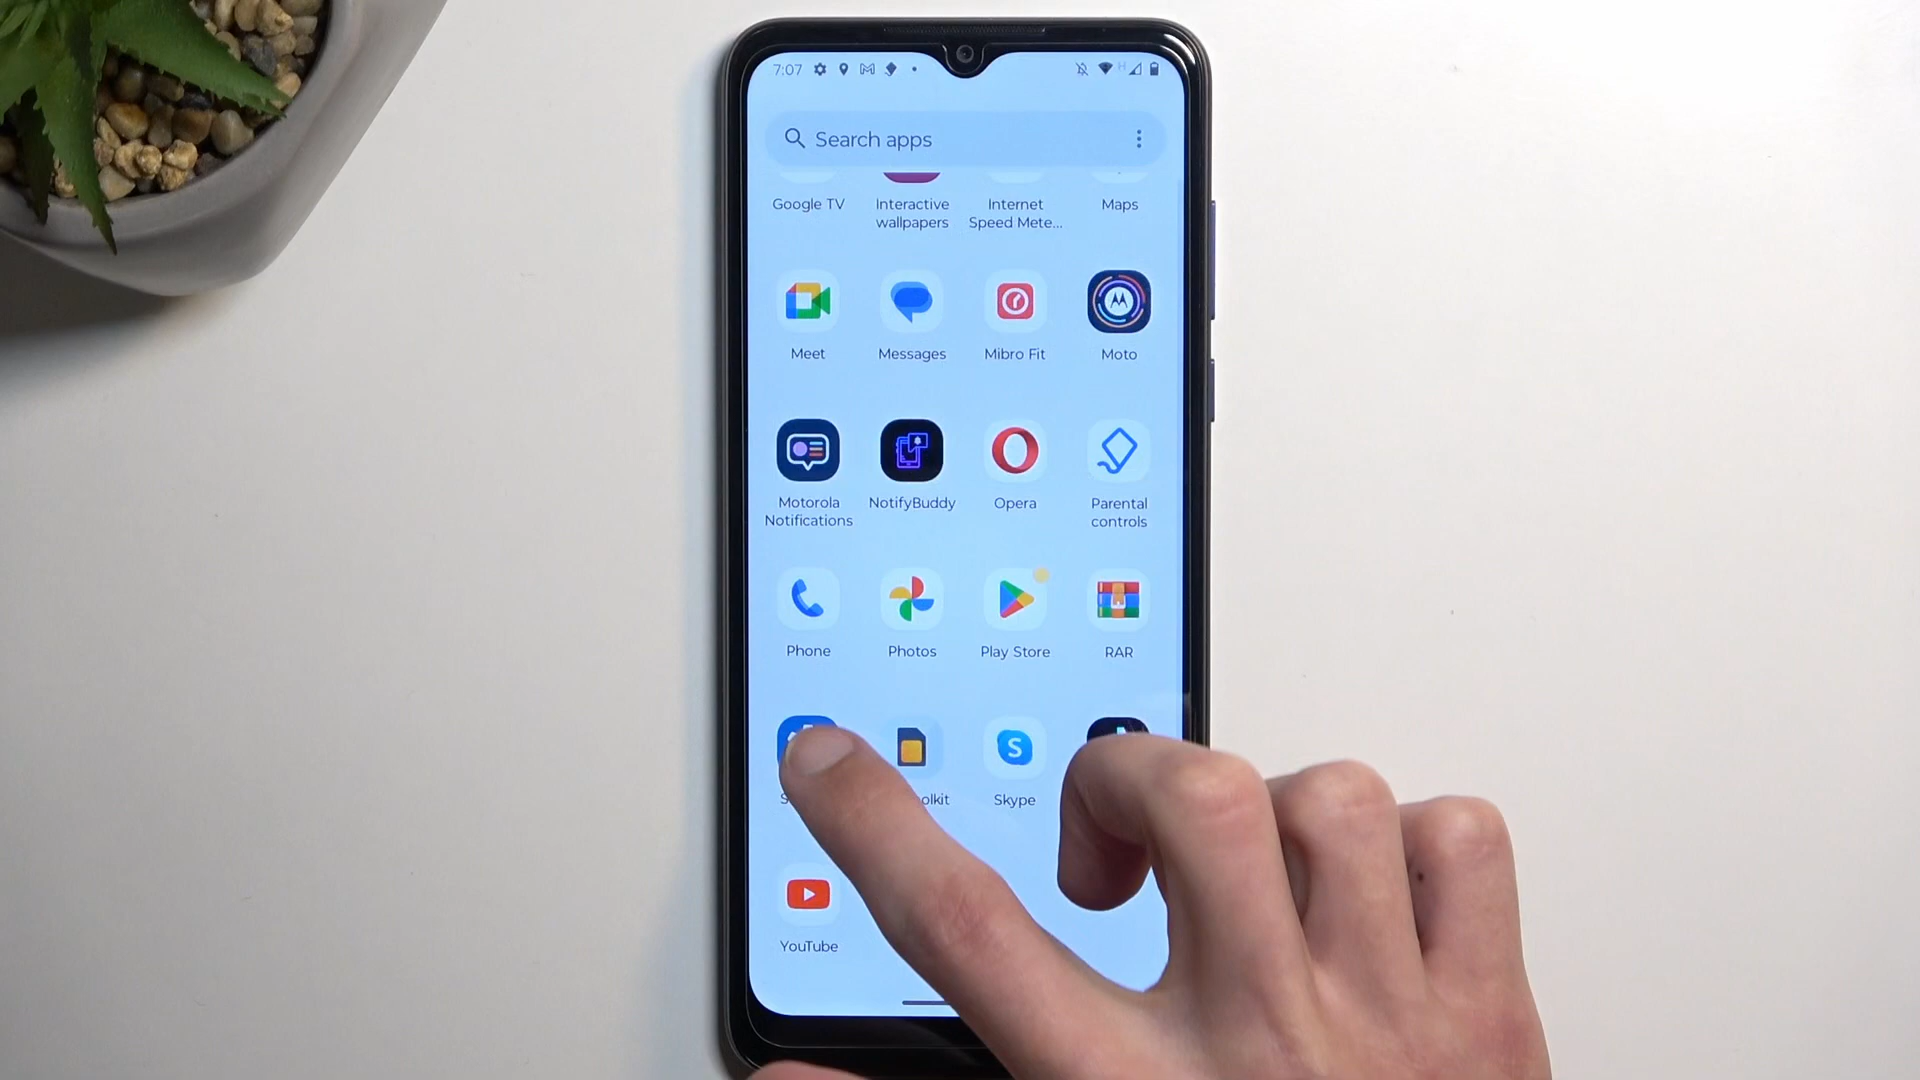 7:07
H
Search apps
Google TV
Interactive
wallpapers
Internet
Speed Mete...
Maps
Meet
Messages
Mibro Fit
Moto
Motorola
Notifications
NotifyBuddy
Opera
Parental
controls
Phone
Photos
Play Store
RAR
S
olkit
Skype
YouTube